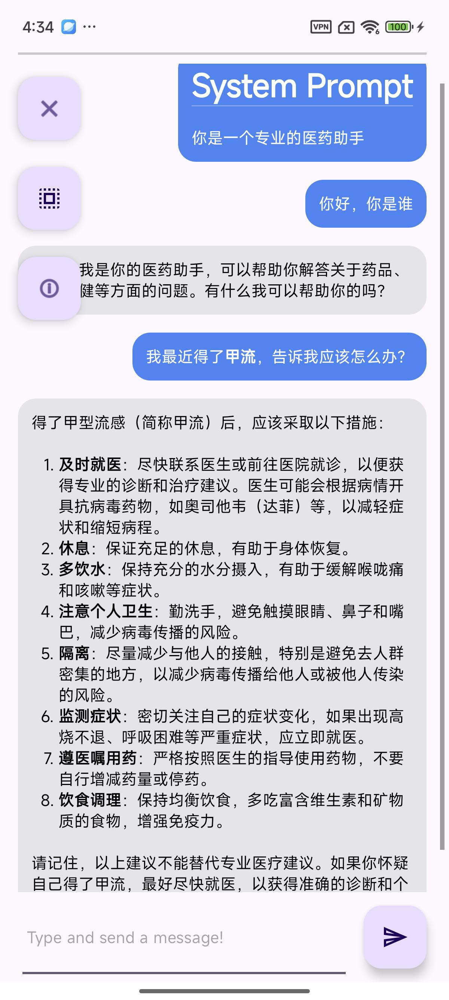 4:34
VPN
6
100
System Prompt
你是一个专业的医药助手
你好，你是谁
我是你的医药助手，可以帮助你解答关于药品、
健等方面的问题。有什么我可以帮助你的吗？
我最近得了甲流，告诉我应该怎么办？
得了甲型流感（简称甲流）后，应该采取以下措施：
1. 及时就医：尽快联系医生或前往医院就诊，以便获
得专业的诊断和治疗建议。医生可能会根据病情开
具抗病毒药物，如奥司他韦（达菲）等，以减轻症
状和缩短病程。
2. 休息：保证充足的休息，有助于身体恢复。
3. 多饮水：保持充分的水分摄入，有助于缓解喉咙痛
和咳嗽等症状。
4. 注意个人卫生：勤洗手，避免触摸眼睛、鼻子和嘴
巴，减少病毒传播的风险。
5. 隔离：尽量减少与他人的接触，特别是避免去人群
密集的地方，以减少病毒传播给他人或被他人传染
的风险。
6. 监测症状：密切关注自己的症状变化，如果出现高
烧不退、呼吸困难等严重症状，应立即就医。
7. 遵医嘱用药：严格按照医生的指导使用药物，不要
自行增减药量或停药。
8. 饮食调理：保持均衡饮食，多吃富含维生素和矿物
质的食物，增强免疫力。
请记住，以上建议不能替代专业医疗建议。如果你怀疑
自己得了甲流，最好尽快就医，以获得准确的诊断和个
Type and send a message!